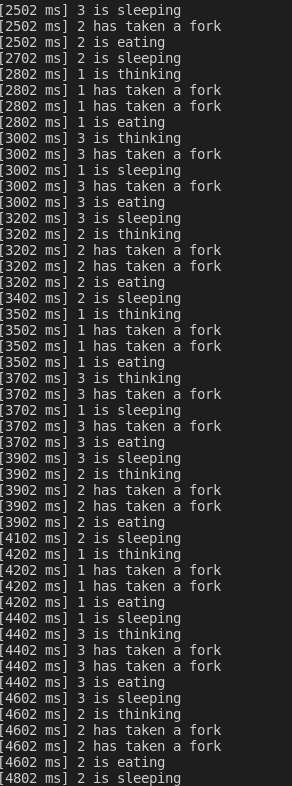 [2502 ms] 3 is sleeping
[2502 ms] 2 has taken a fork
[2502 ms] 2 is eating
[2702 ms] 2 is sleeping
[2802 ms] 1 is thinking
[2802 ms] 1 has taken a fork
[2802 ms] 1 has taken a fork
[2802 ms] 1 is eating
[3002 ms] 3 is thinking
[3002 ms] 3 has taken a fork
[3002 ms] 1 is sleeping
[3002 ms] 3 has taken a fork
[3002 ms] 3 is eating
[3202 ms] 3 is sleeping
[3202 ms] 2 is thinking
[3202 ms] 2 has taken a fork
[3202 ms] 2 has taken a fork
[3202 ms] 2 is eating
[3402 ms] 2 is sleeping
[3502 ms] 1 is thinking
[3502 ms] 1 has taken a fork
[3502 ms] 1 has taken a fork
[3502 ms] 1 is eating
[3702 ms] 3 is thinking
[3702 ms] 3 has taken a fork
[3702 ms] 1 is sleeping
[3702 ms] 3 has taken a fork
[3702 ms] 3 is eating
[3902 ms] 3 is sleeping
[3902 ms] 2 is thinking
[3902 ms] 2 has taken a fork
[3902 ms] 2 has taken a fork
[3902 ms] 2 is eating
[4102 ms] 2 is sleeping
[4202 ms] 1 is thinking
[4202 ms] 1 has taken a fork
[4202 ms] 1 has taken a fork
[4202 ms] 1 is eating
[4402 ms] 1 is sleeping
[4402 ms] 3 is thinking
[4402 ms] 3 has taken a fork
[4402 ms] 3 has taken a fork
[4402 ms] 3 is eating
[4602 ms] 3 is sleeping
[4602 ms] 2 is thinking
[4602 ms] 2 has taken a fork
[4602 ms] 2 has taken a fork
[4602 ms] 2 is eating
[4802 ms] 2 is sleeping